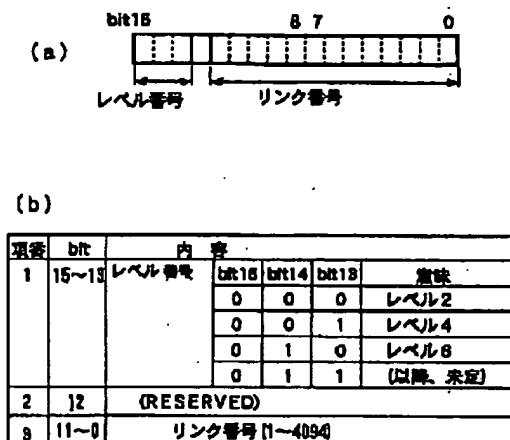 bit15 8 7 0
(a)
レベル番号 リンク番号
(b)
項番 bit 内容
1 15~13 レベル番号 bit15 bit14 bit13 意味
0 0 0 レベル2
0 0 1 レベル4
0 1 0 レベル6
0 1 1 (以降、未定)
2 12 (RESERVED)
3 11~0 リンク番号[1~4094]